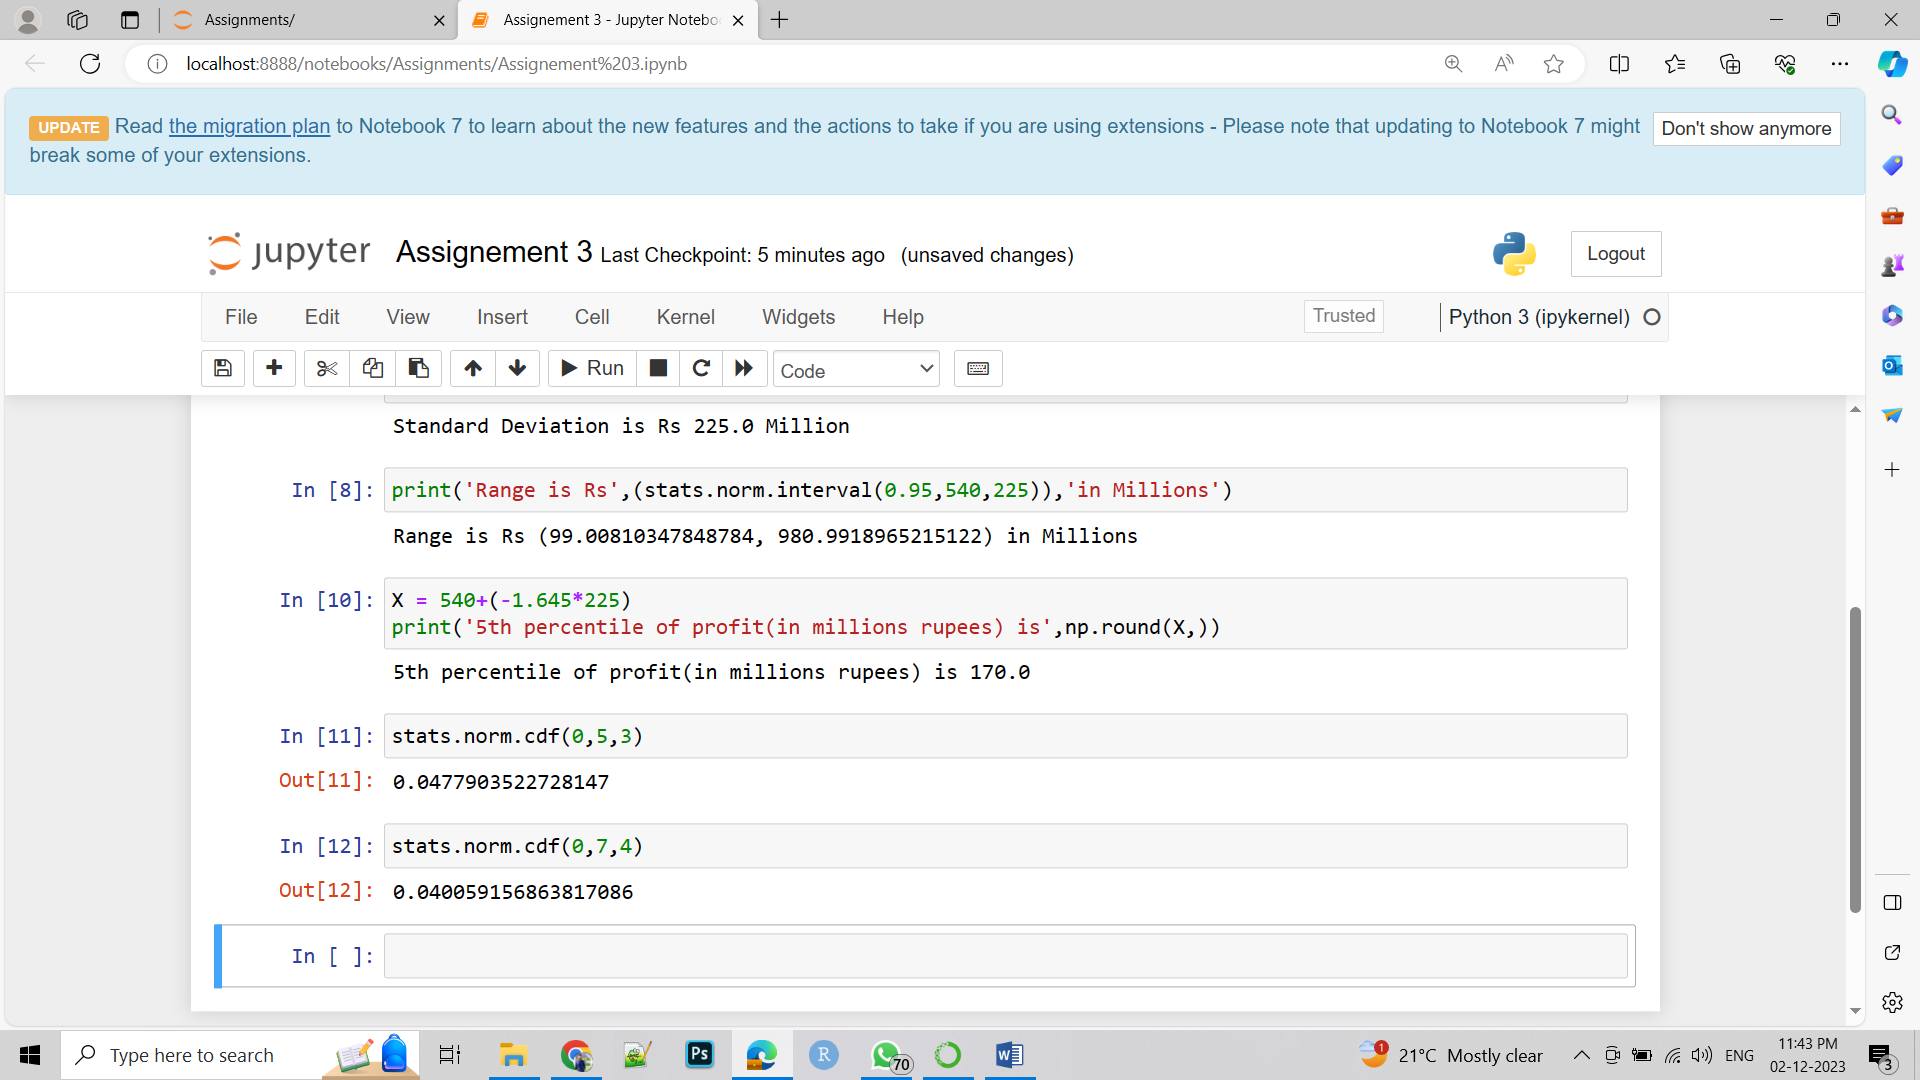 Assignments/
Assignement 3 - Jupyter Notebo
localhost:8888/notebooks/Assignments/Assignement%203.ipynb
UPDATE Read the migration plan to Notebook 7 to learn about the new features and the actions to take if you are using extensions - Please note that updating to Notebook 7 might
break some of your extensions.
Don't show anymore
jupyter Assignement 3 Last Checkpoint: 5 minutes ago (unsaved changes)
Logout
File Edit View Insert Cell Kernel Widgets Help
Trusted
Python 3 (ipykernel)
Run
Code
Standard Deviation is Rs 225.0 Million
In [8]: print('Range is Rs',(stats.norm.interval(0.95,540,225)),'in Millions')
Range is Rs (99.00810347848784, 980.9918965215122) in Millions
In [10]: X = 540+(-1.645*225)
print('5th percentile of profit(in millions rupees) is',np.round(X,))
5th percentile of profit(in millions rupees) is 170.0
In [11]: stats.norm.cdf(0,5,3)
Out[11]: 0.0477903522728147
In [12]: stats.norm.cdf(0,7,4)
Out[12]: 0.040059156863817086
In [ ]:
Type here to search
Ps
R
70
W
1
21°C Mostly clear
ENG
11:43 PM
02-12-2023
3